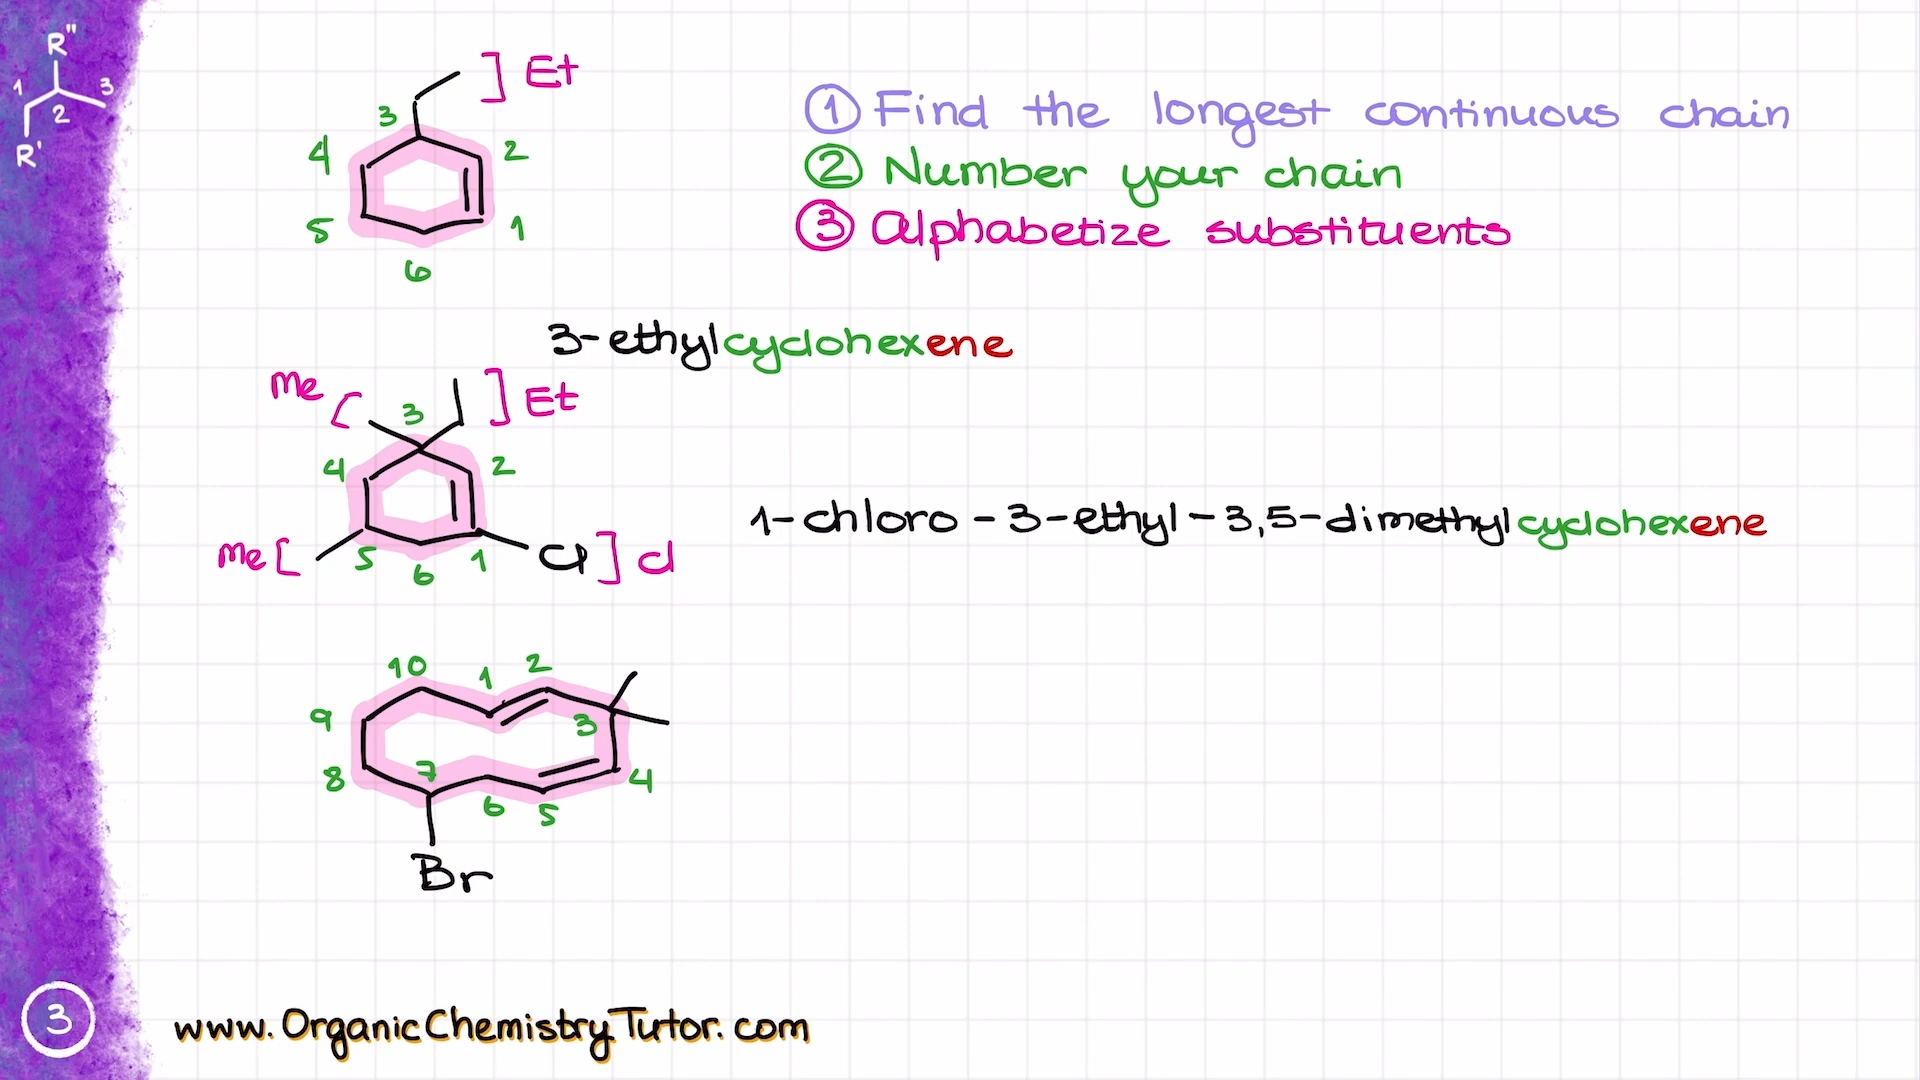 R"
1
3
2
R'
] Et
3
4
2
5
1
6
① Find the longest continuous chain
② Number your chain
③ Alphabetize substituents
3-ethylcyclohexene
Me [
3
] Et
4
2
Me [
5
6
1
Cl ] Cl
1-chloro-3-ethyl-3,5-dimethylcyclohexene
10
1
2
9
3
8
7
6
5
4
Br
3
www.OrganicChemistryTutor.com